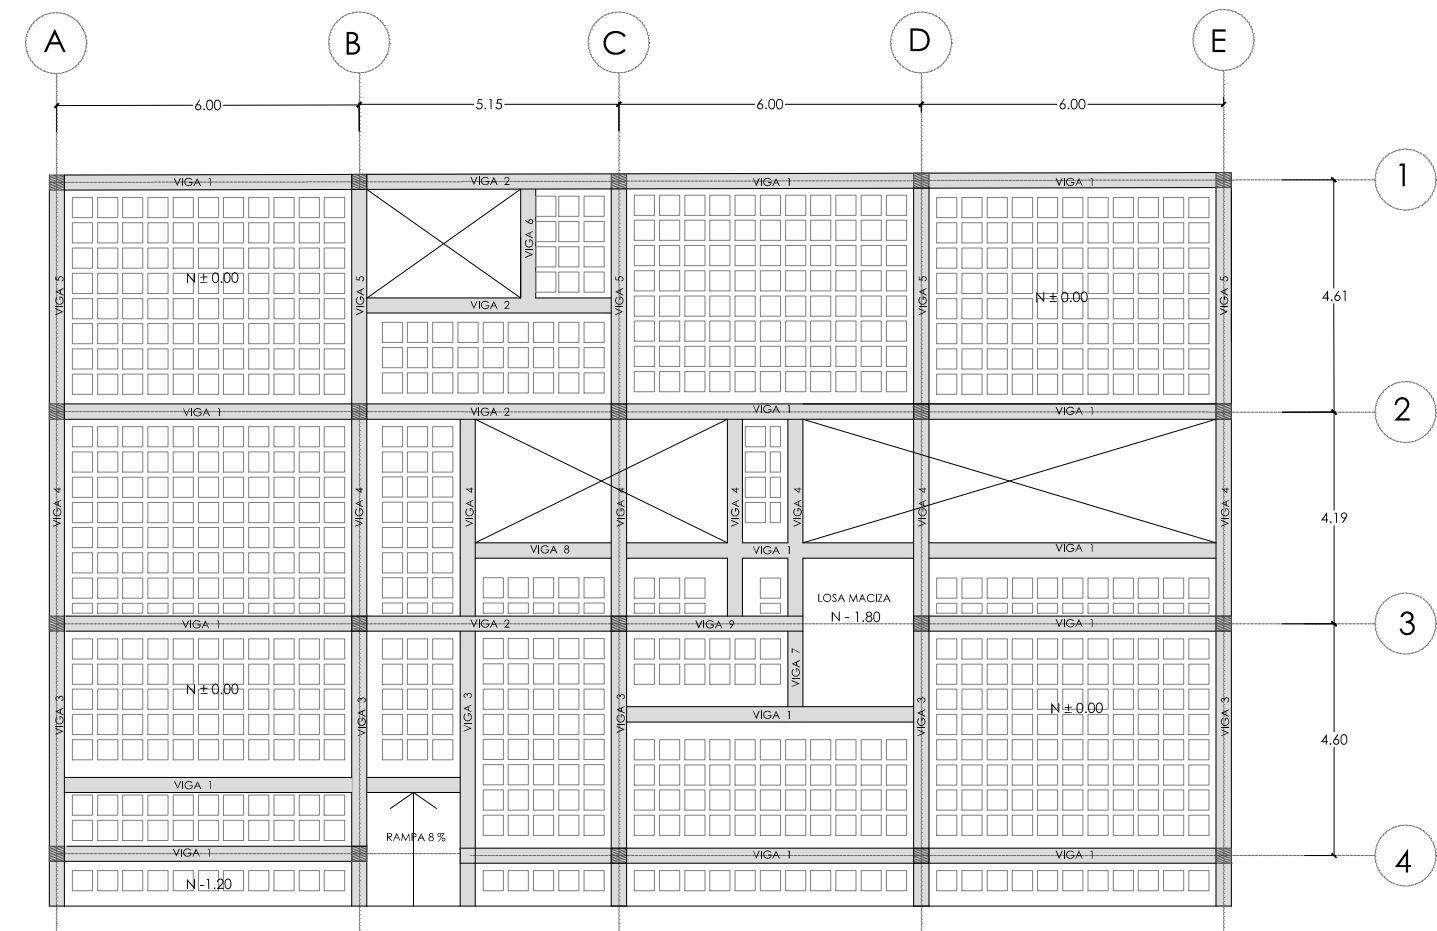 A B C D E
6.00 5.15 6.00 6.00
VIGA 1 VIGA 2 VIGA 1 VIGA 1
1
VIGA 6
N ± 0.00
VIGA 5 VIGA 5 VIGA 5 VIGA 5 VIGA 5
N ± 0.00
4.61
VIGA 2
VIGA 1 VIGA 2 VIGA 1 VIGA 1
2
VIGA 4 VIGA 4 VIGA 4 VIGA 4 VIGA 4 VIGA 4 VIGA 4 VIGA 4
4.19
VIGA 8 VIGA 1 VIGA 1
LOSA MACIZA
N - 1.80
VIGA 1 VIGA 2 VIGA 9 VIGA 1
3
VIGA 7
N ± 0.00
VIGA 3 VIGA 3 VIGA 3 VIGA 3 VIGA 3 VIGA 3
N ± 0.00
VIGA 1
4.60
VIGA 1
RAMPA 8 %
VIGA 1 VIGA 1 VIGA 1
4
N -1.20